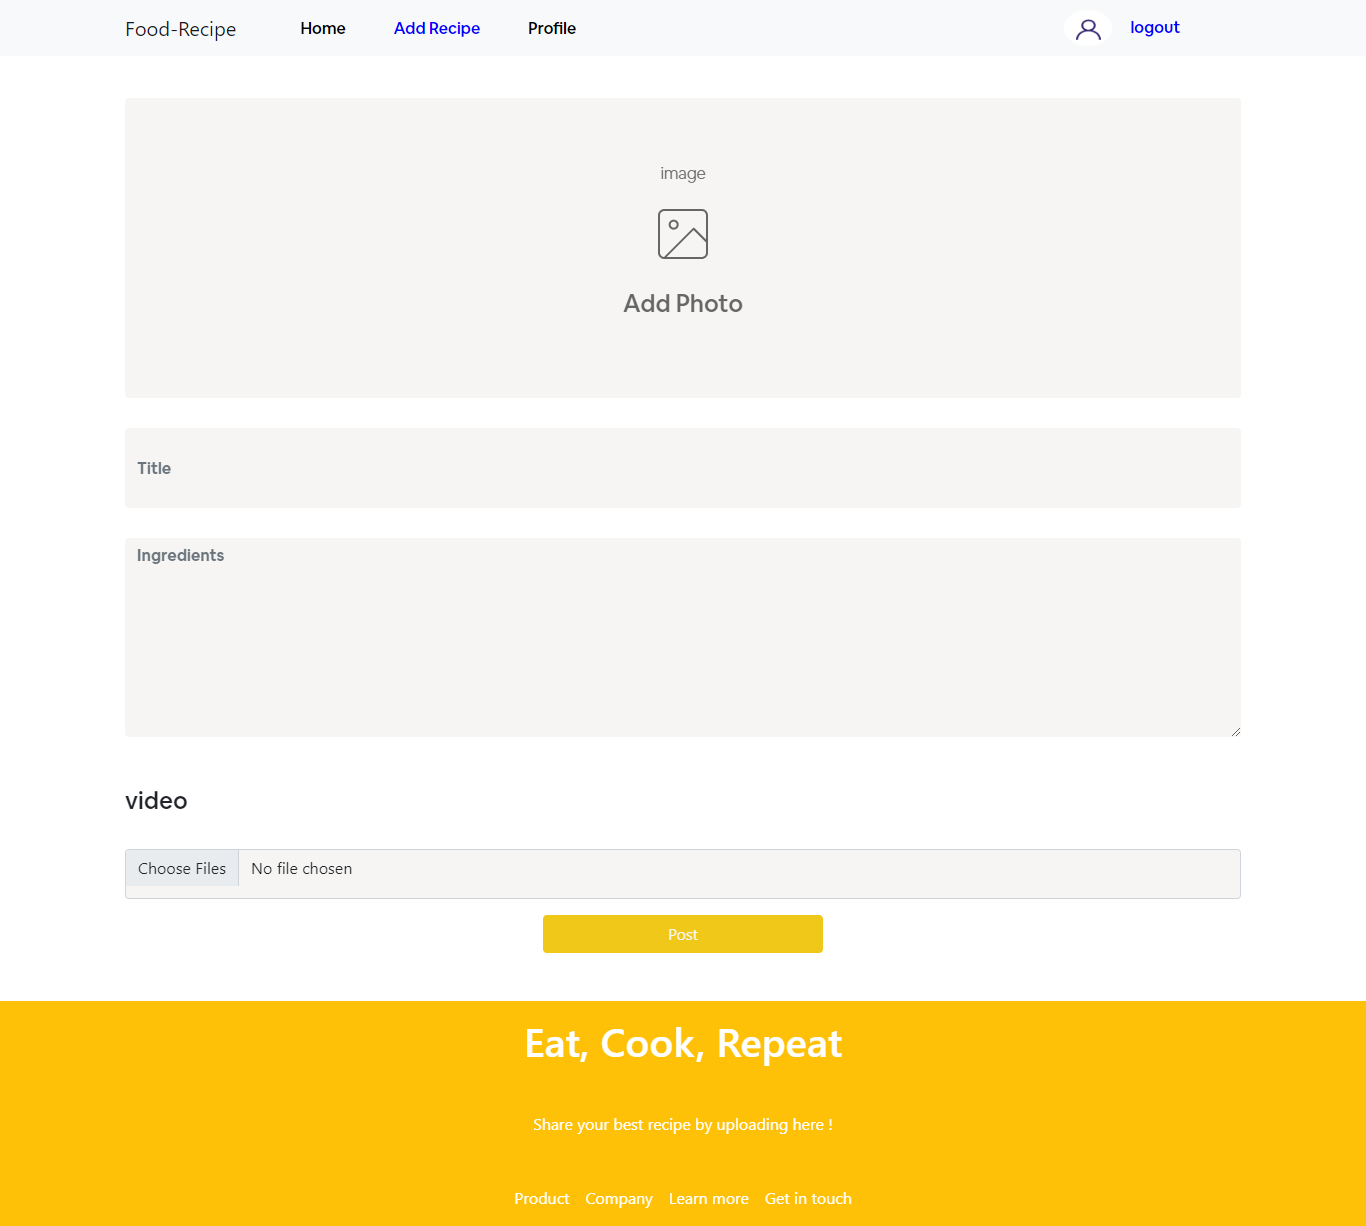 Food-Recipe Home Add Recipe Profile logout
image
Add Photo
Title
Ingredients
video
Choose Files No file chosen
Post
Eat, Cook, Repeat
Share your best recipe by uploading here !
Product Company Learn more Get in touch